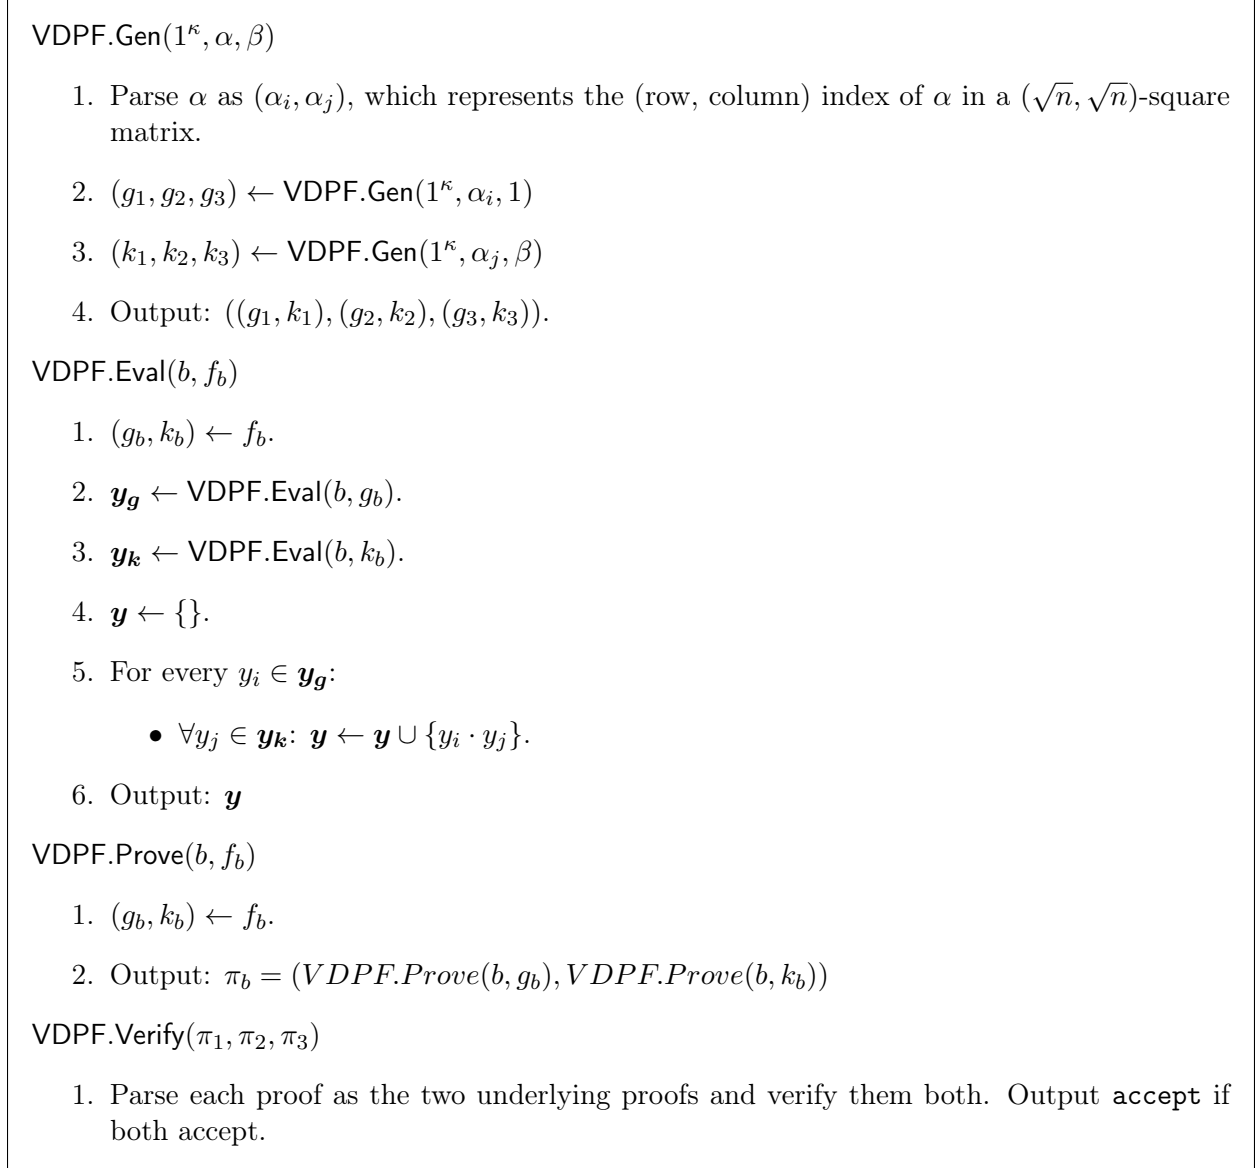 VDPF.Gen(1^κ, α, β)
1. Parse α as (α_i, α_j), which represents the (row, column) index of α in a (√n, √n)-square
matrix.
2. (g_1, g_2, g_3) ← VDPF.Gen(1^κ, α_i, 1)
3. (k_1, k_2, k_3) ← VDPF.Gen(1^κ, α_j, β)
4. Output: ((g_1, k_1), (g_2, k_2), (g_3, k_3)).
VDPF.Eval(b, f_b)
1. (g_b, k_b) ← f_b.
2. y_g ← VDPF.Eval(b, g_b).
3. y_k ← VDPF.Eval(b, k_b).
4. y ← {}.
5. For every y_i ∈ y_g:
• ∀y_j ∈ y_k: y ← y ∪ {y_i · y_j}.
6. Output: y
VDPF.Prove(b, f_b)
1. (g_b, k_b) ← f_b.
2. Output: π_b = (VDPF.Prove(b, g_b), VDPF.Prove(b, k_b))
VDPF.Verify(π_1, π_2, π_3)
1. Parse each proof as the two underlying proofs and verify them both. Output accept if
both accept.